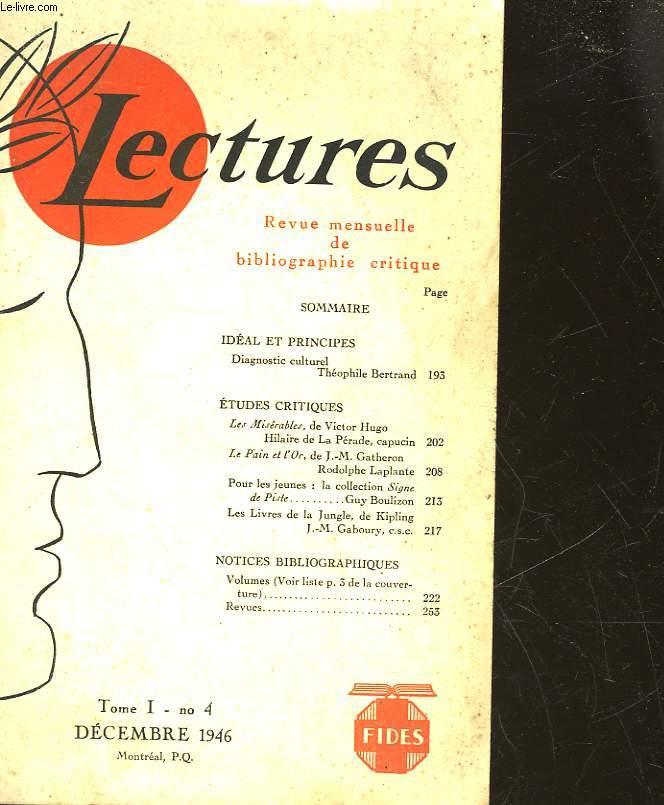 Le-livre.com
Lectures
Revue mensuelle
de
bibliographie critique
Page
SOMMAIRE
IDÉAL ET PRINCIPES
Diagnostic culturel
Théophile Bertrand 193
ÉTUDES CRITIQUES
Les Misérables, de Victor Hugo
Hilaire de La Pérade, capucin 202
Le Pain et l'Or, de J.-M. Gatheron
Rodolphe Laplante 208
Pour les jeunes : la collection Signe
de Piste..........Guy Boulizon 213
Les Livres de la Jungle, de Kipling
J.-M. Gaboury, c.s.c. 217
NOTICES BIBLIOGRAPHIQUES
Volumes (Voir liste p. 3 de la couver-
ture).......................... 222
Revues.......................... 253
Tome I - no 4
DÉCEMBRE 1946
Montréal, P.Q.
FIDES